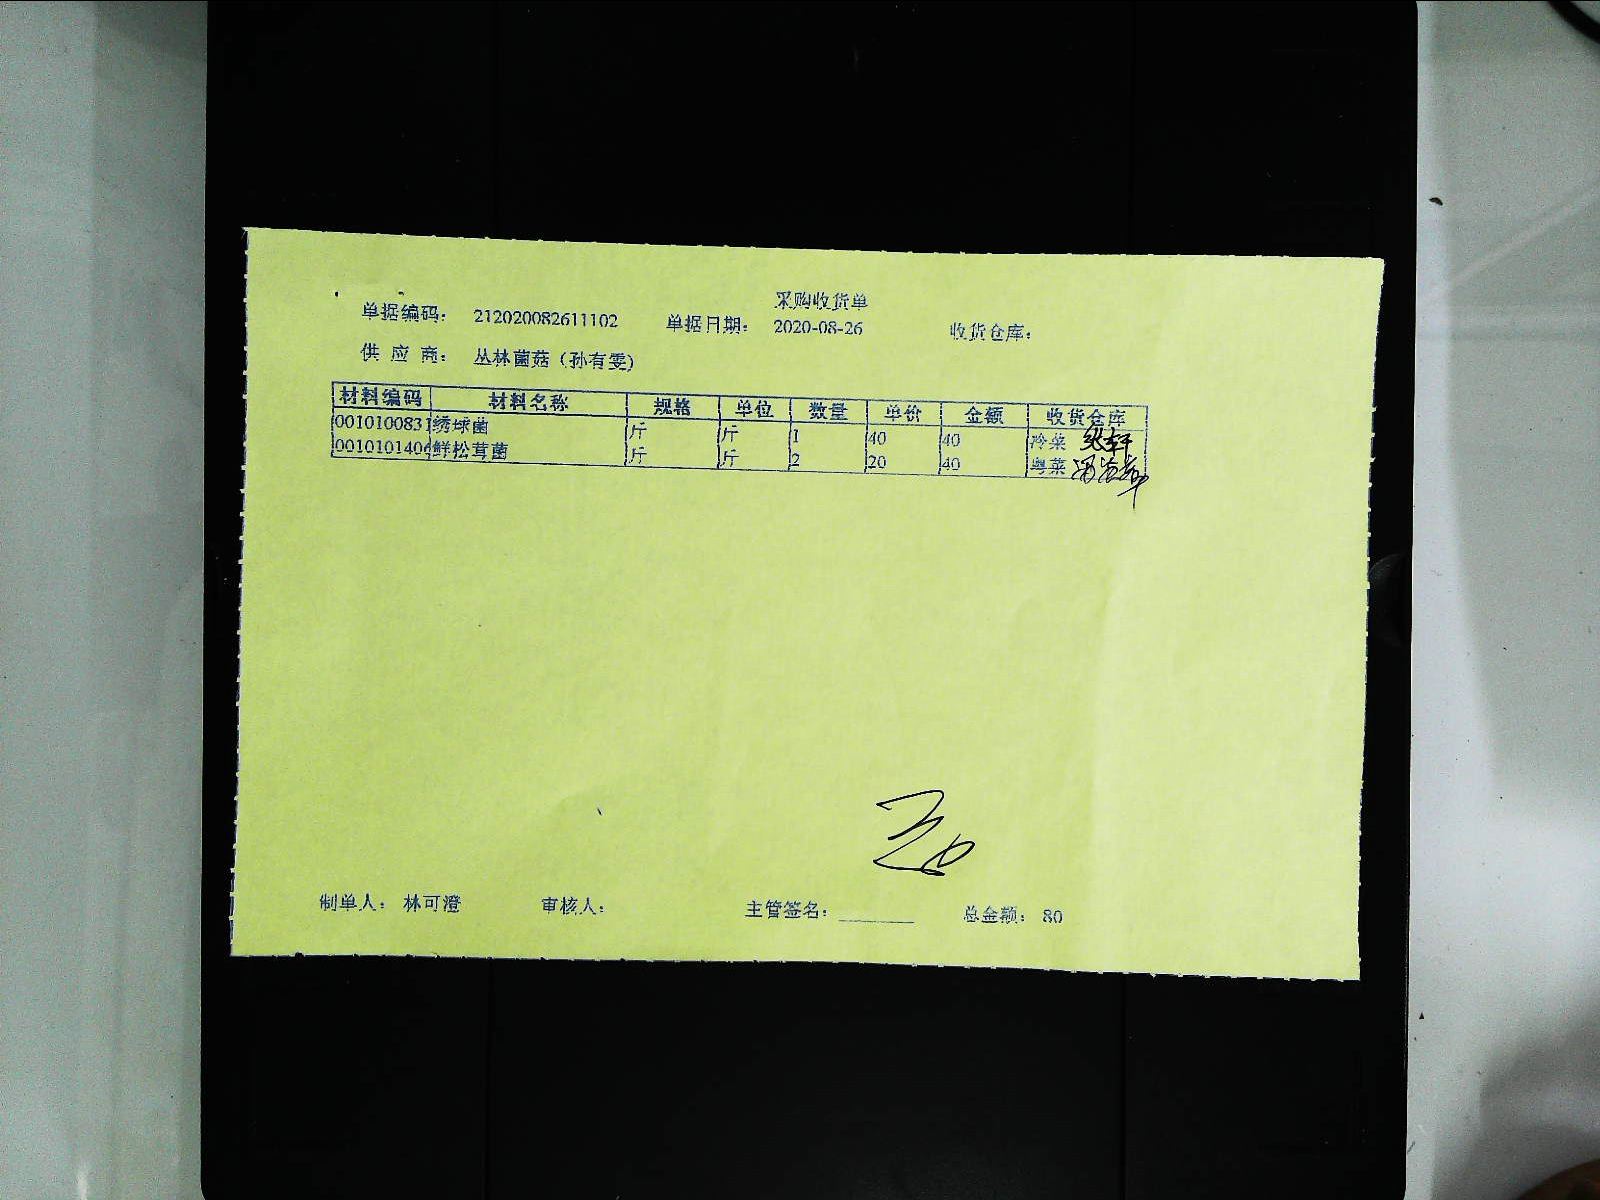 采购收货单
单据编码： 212020082611102 单据日期： 2020-08-26 收货仓库：
供 应 商： 丛林菌菇（孙有雯）
材料编码 材料名称 规格 单位 数量 单价 金额 收货仓库
0010100831 绣球菌 斤 斤 1 40 40 冷菜 张轩
001010140 鲜松茸菌 斤 斤 2 20 40 粤菜
制单人： 林可澄 审核人： 主管签名： 总金额： 80